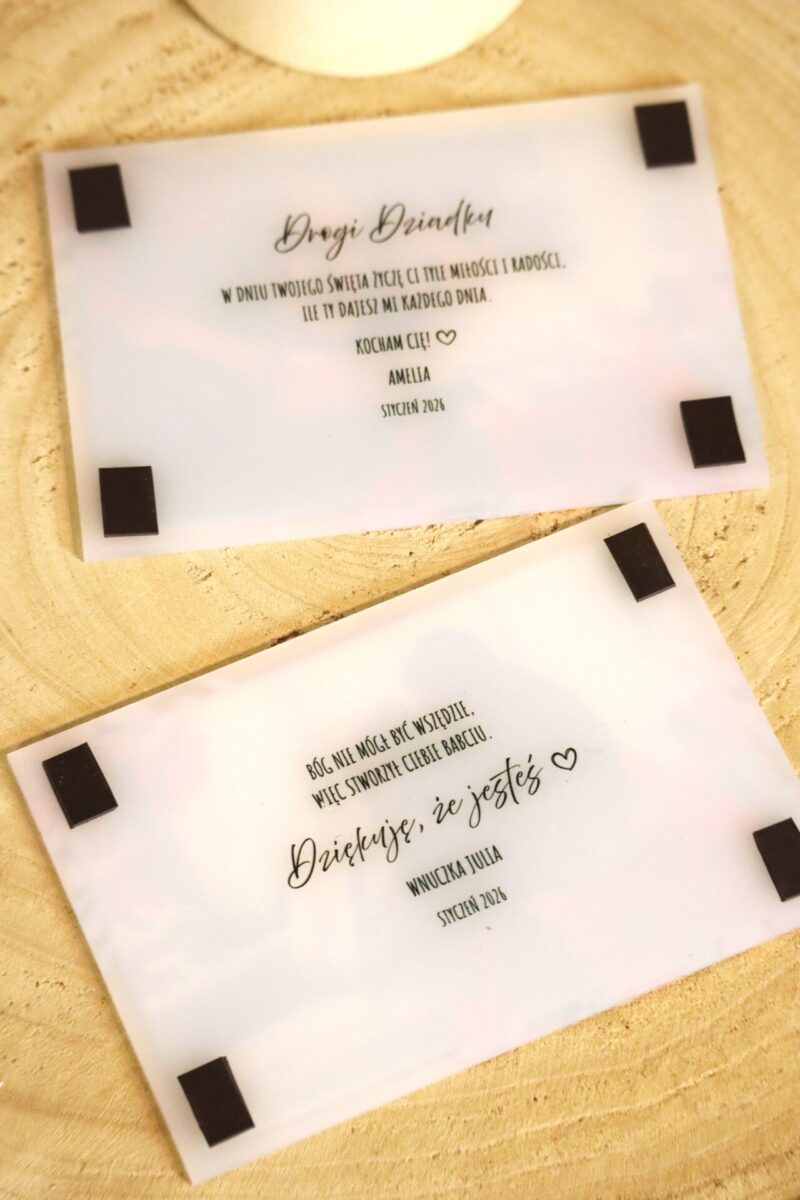 Drogi Dziadku
W DNIU TWOJEGO ŚWIĘTA ŻYCZĘ CI TYLE MIŁOŚCI I RADOŚCI,
ILE TY DAJESZ MI KAŻDEGO DNIA.
KOCHAM CIĘ! ♡
AMELIA
STYCZEŃ 2026
BÓG NIE MÓGŁ BYĆ WSZĘDZIE,
WIĘC STWORZYŁ CIEBIE BABCIU.
Dziękuję, że jesteś ♡
WNUCZKA JULIA
STYCZEŃ 2026